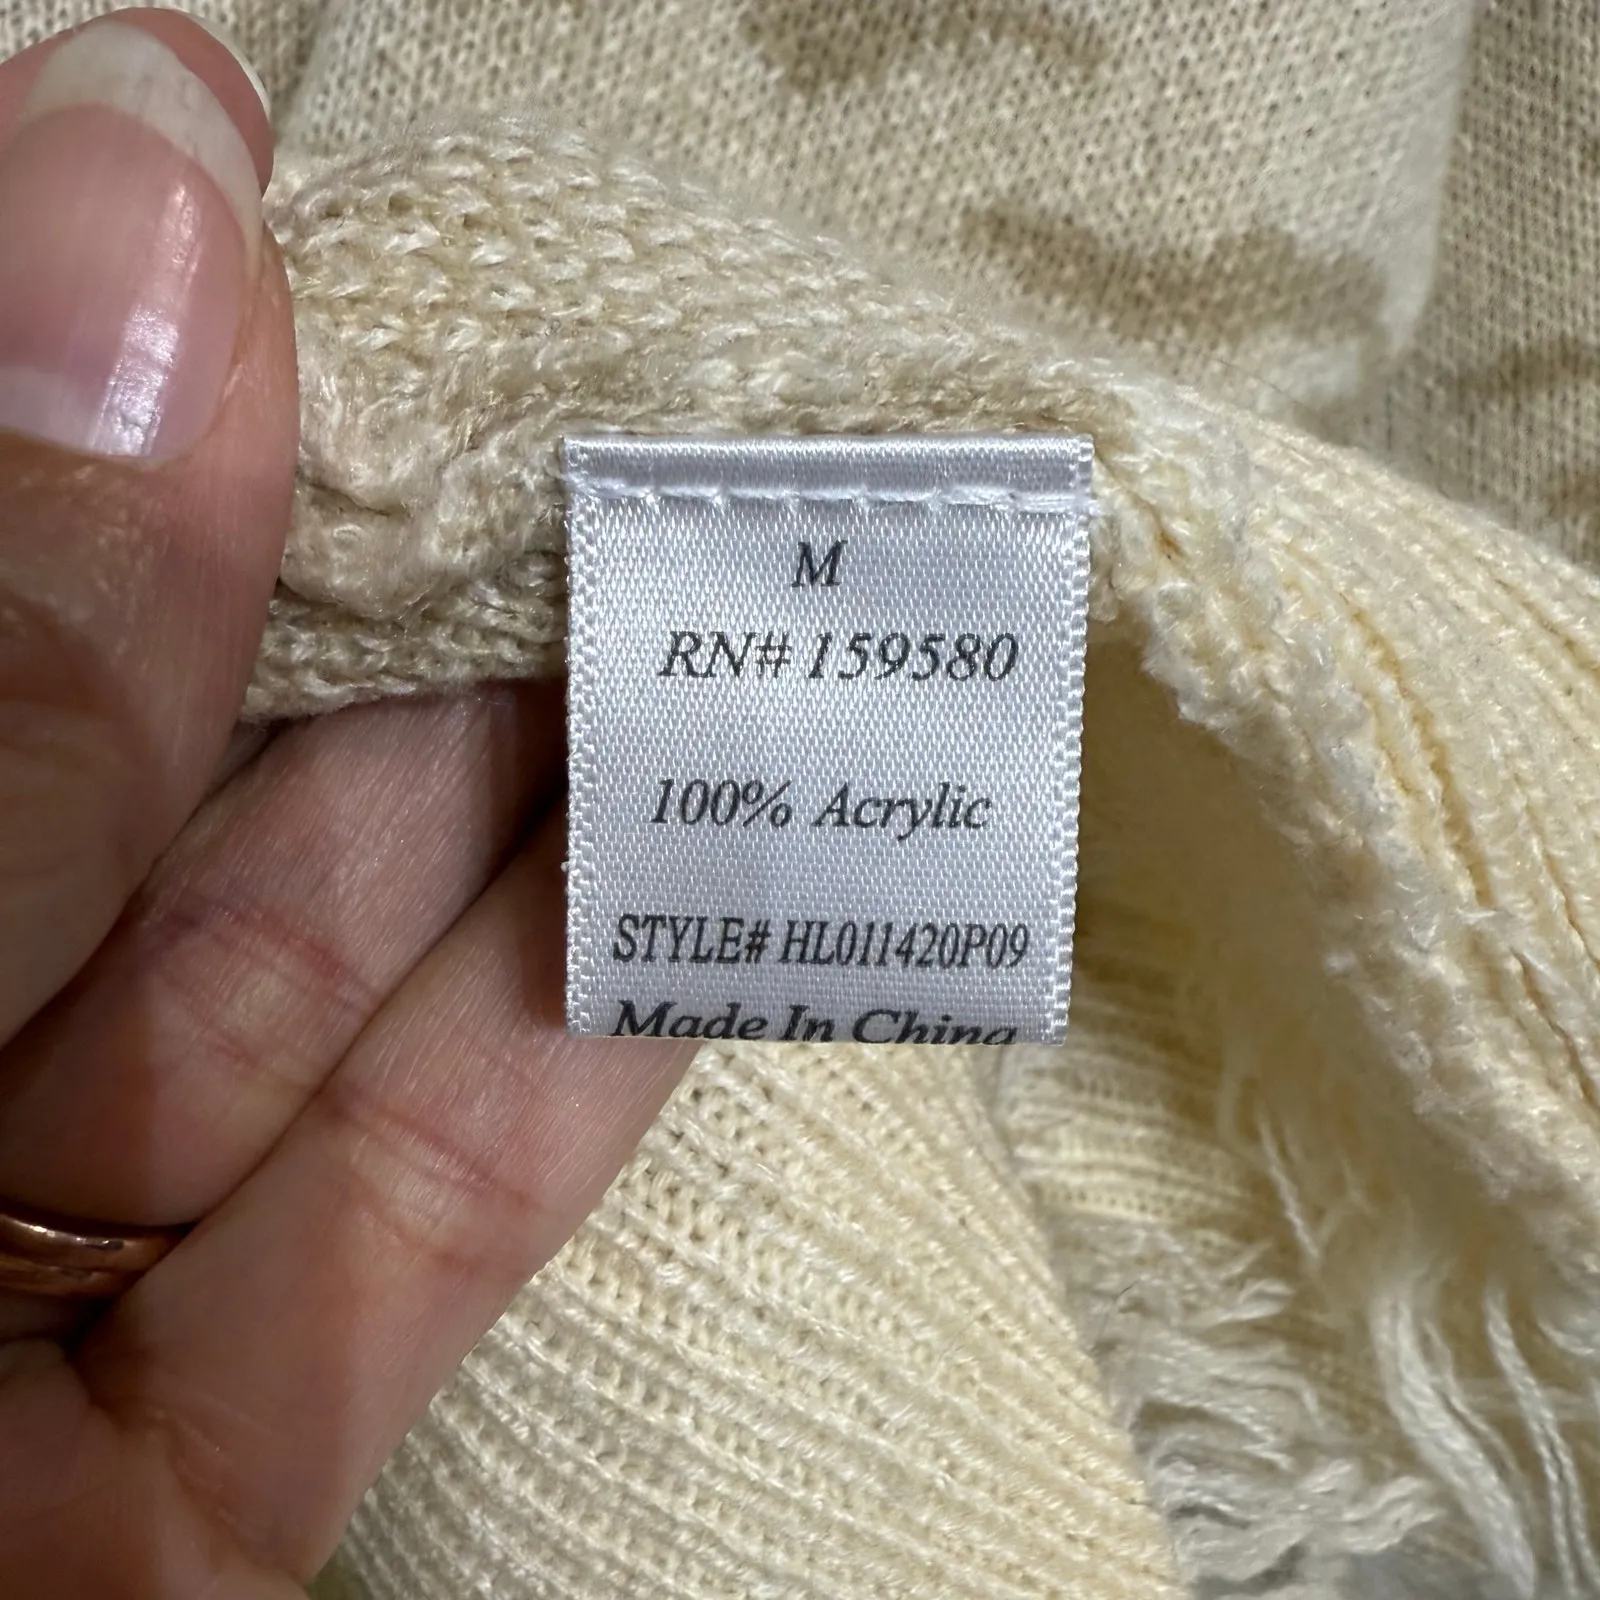 M
RN# 159580
100% Acrylic
STYLE# HL011420P09
Made In China